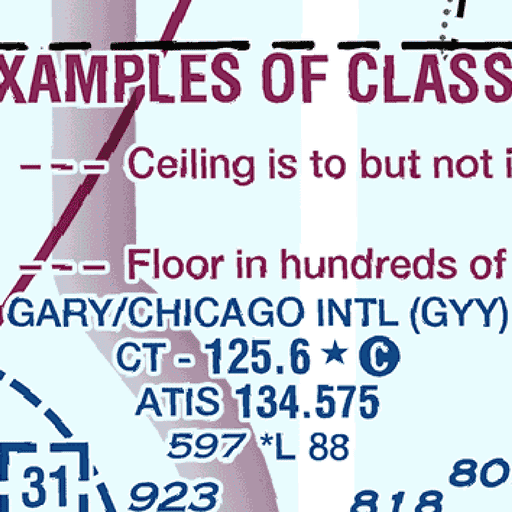 XAMPLES OF CLASS
--- Ceiling is to but not i
--- Floor in hundreds of
GARY/CHICAGO INTL (GYY)
CT - 125.6 ★ C
ATIS 134.575
597 *L 88
31
923
818
80